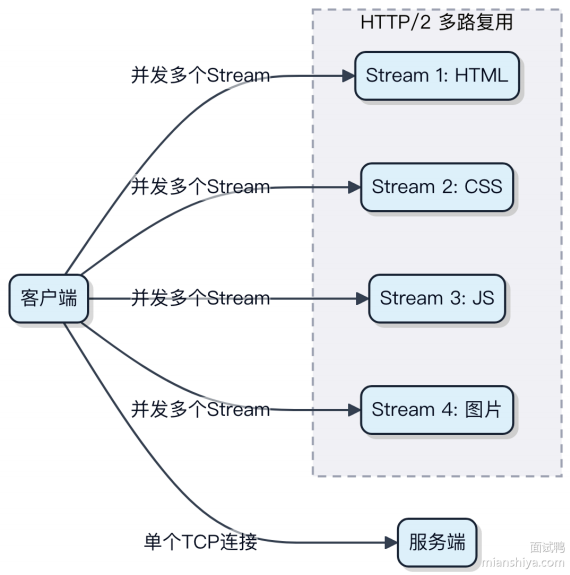 HTTP/2 多路复用
并发多个Stream
Stream 1: HTML
并发多个Stream
Stream 2: CSS
客户端
并发多个Stream
Stream 3: JS
并发多个Stream
Stream 4: 图片
单个TCP连接
服务端
面试鸭
mianshiya.com